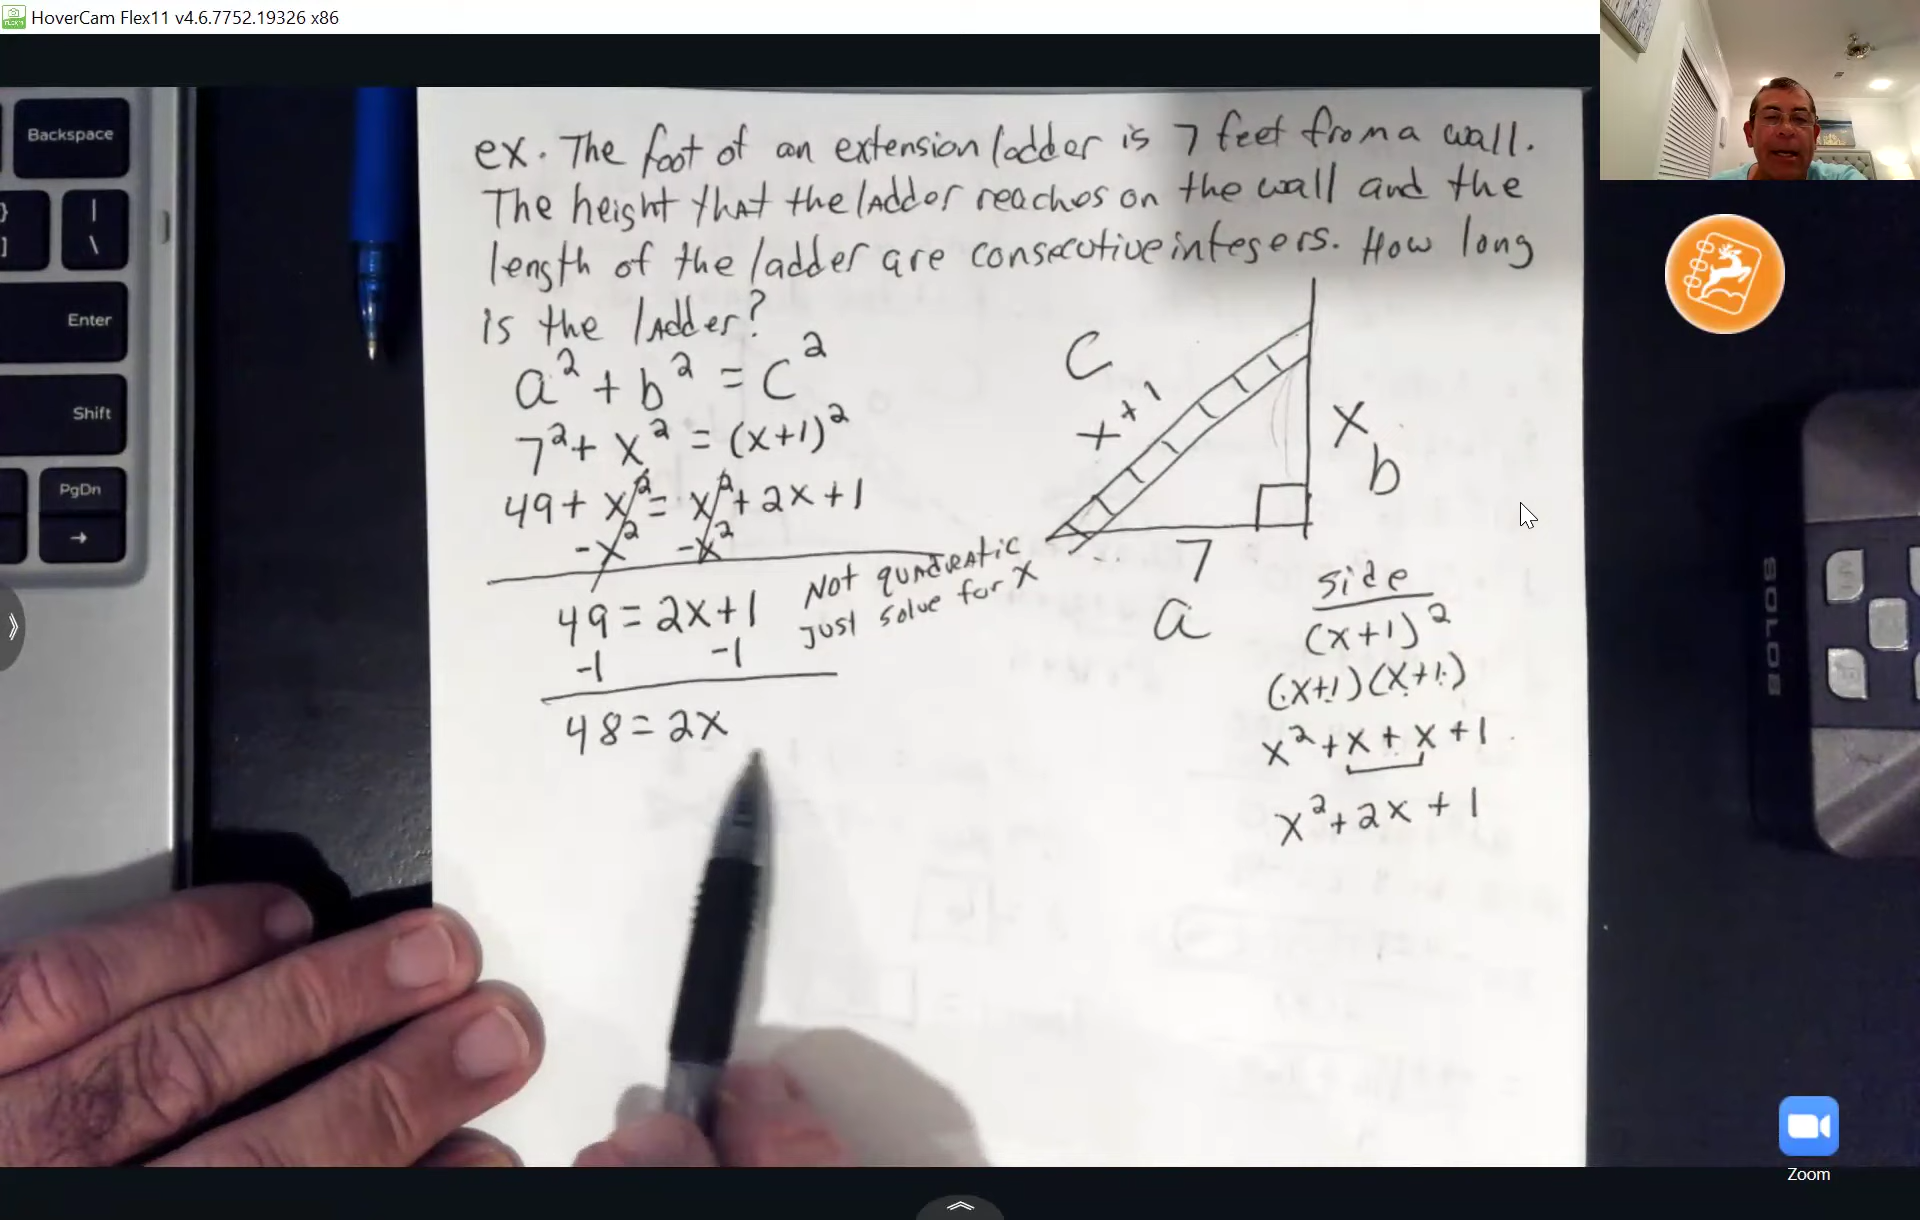 HoverCam Flex11 v4.6.7752.19326 x86
Backspace
Enter
Shift
PgDn
ex. The foot of an extension ladder is 7 feet from a wall.
The height that the ladder reaches on the wall and the
length of the ladder are consecutive integers. How long
is the ladder?
a² + b² = c²
7² + x² = (x+1)²
49 + x² = x² + 2x + 1
-x² -x²
49 = 2x+1
-1 -1
48 = 2x
Not quadratic
just solve for x
C
x+1
x
b
7
a
side
(x+1)²
(x+1)(x+1)
x² + x + x + 1
x² + 2x + 1
SOLO8
Zoom